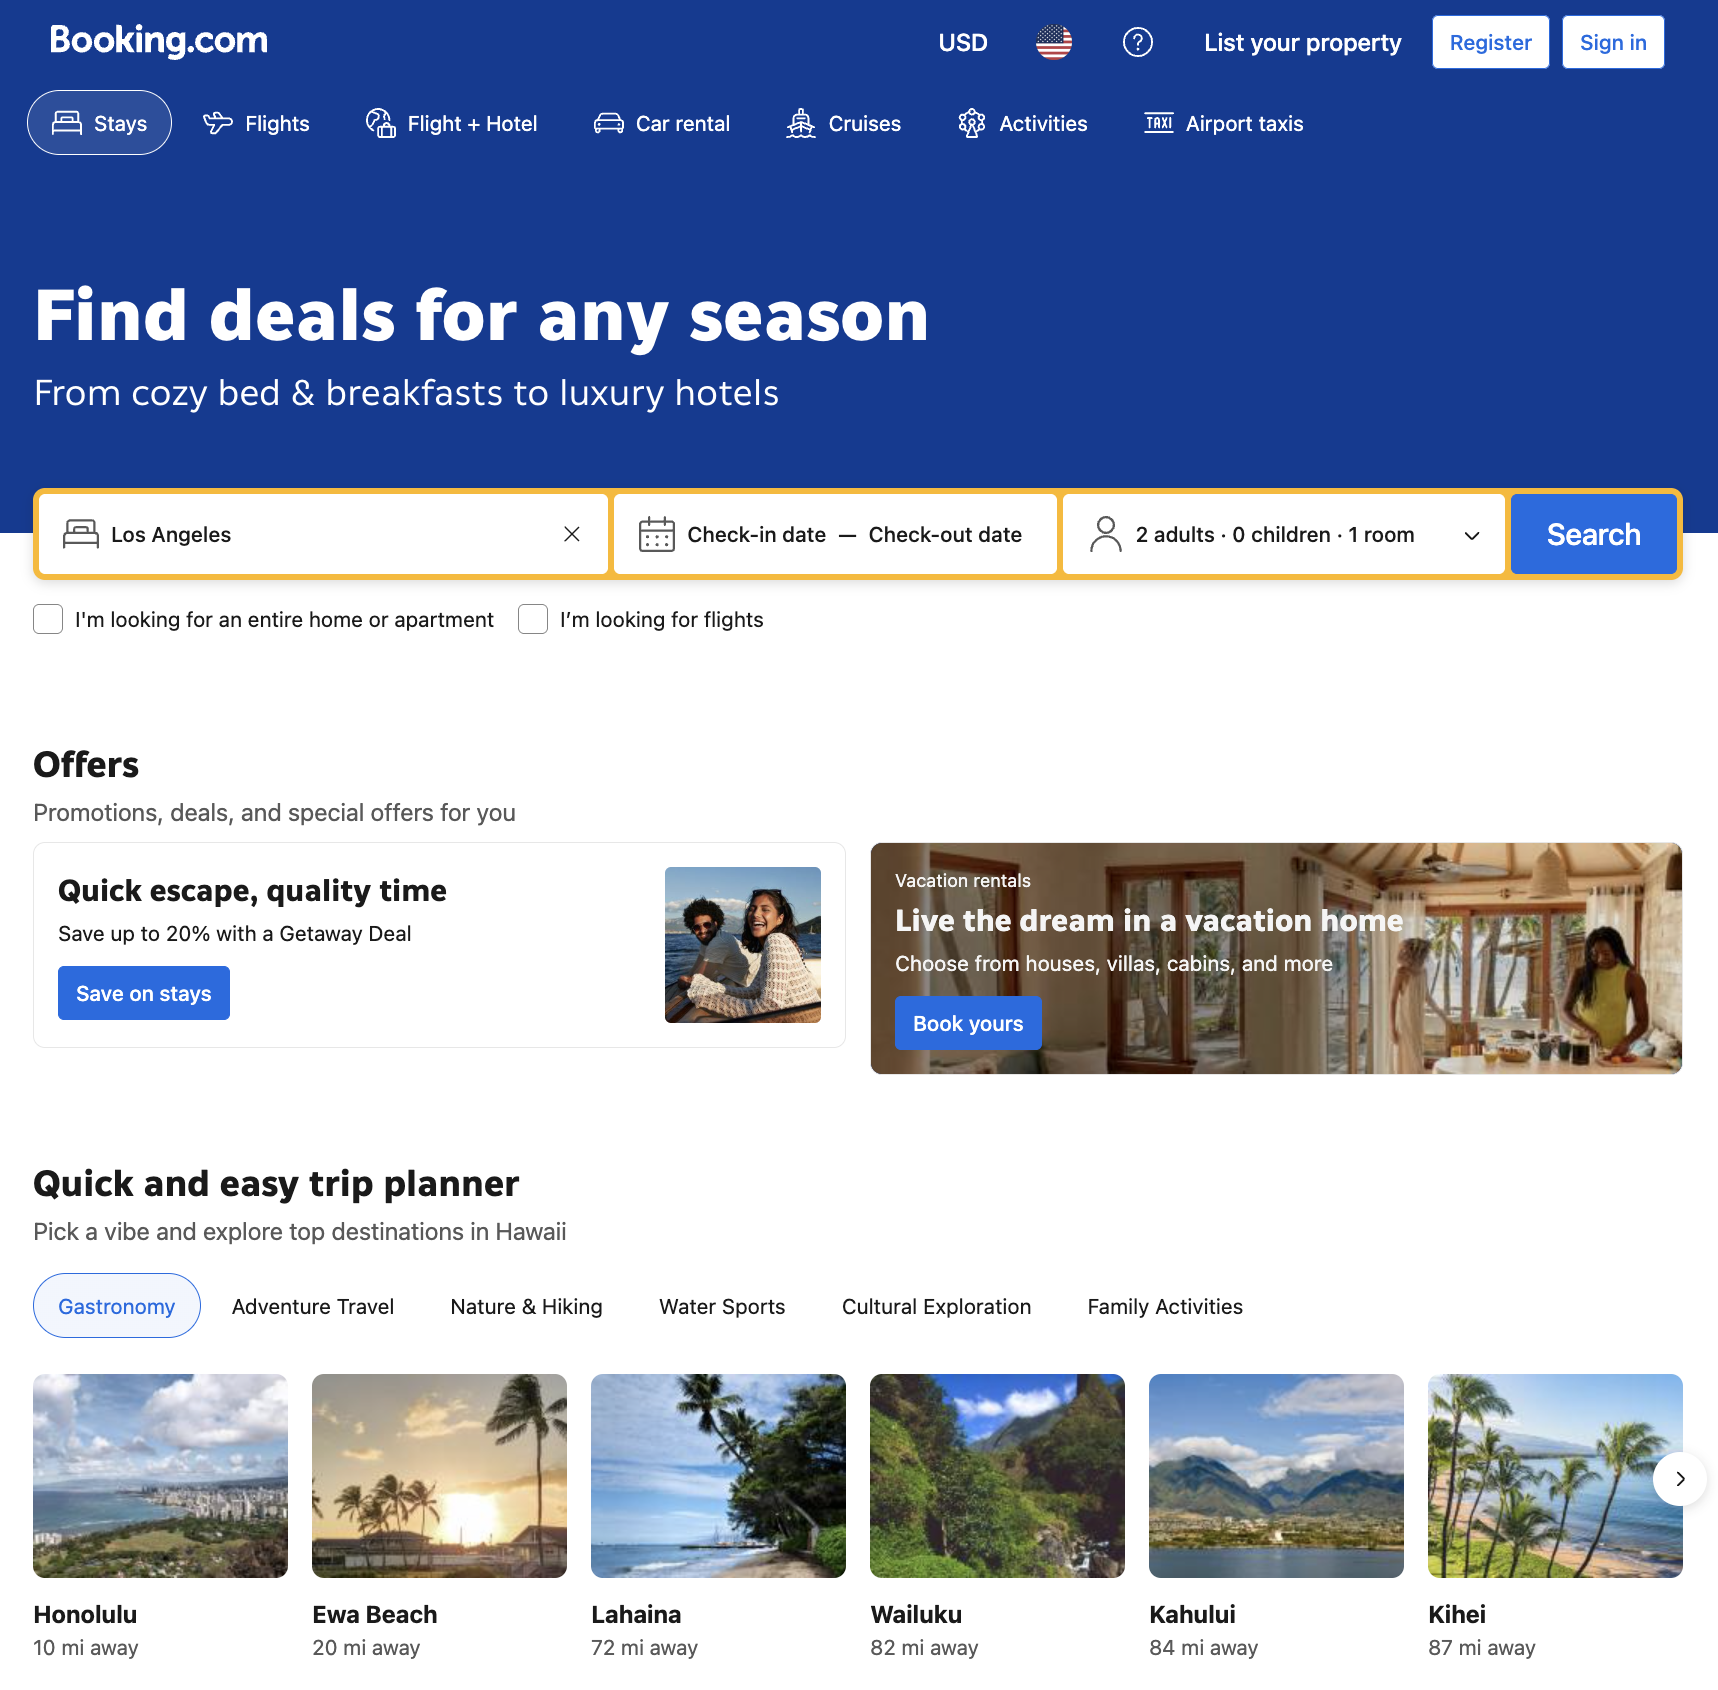 Booking.com
USD
List your property
Register
Sign in
Stays
Flights
Flight + Hotel
Car rental
Cruises
Activities
TAXI
Airport taxis
Find deals for any season
From cozy bed & breakfasts to luxury hotels
Los Angeles
Check-in date — Check-out date
2 adults · 0 children · 1 room
Search
I'm looking for an entire home or apartment
I’m looking for flights
Offers
Promotions, deals, and special offers for you
Quick escape, quality time
Save up to 20% with a Getaway Deal
Save on stays
Vacation rentals
Live the dream in a vacation home
Choose from houses, villas, cabins, and more
Book yours
Quick and easy trip planner
Pick a vibe and explore top destinations in Hawaii
Gastronomy
Adventure Travel
Nature & Hiking
Water Sports
Cultural Exploration
Family Activities
Honolulu
10 mi away
Ewa Beach
20 mi away
Lahaina
72 mi away
Wailuku
82 mi away
Kahului
84 mi away
Kihei
87 mi away